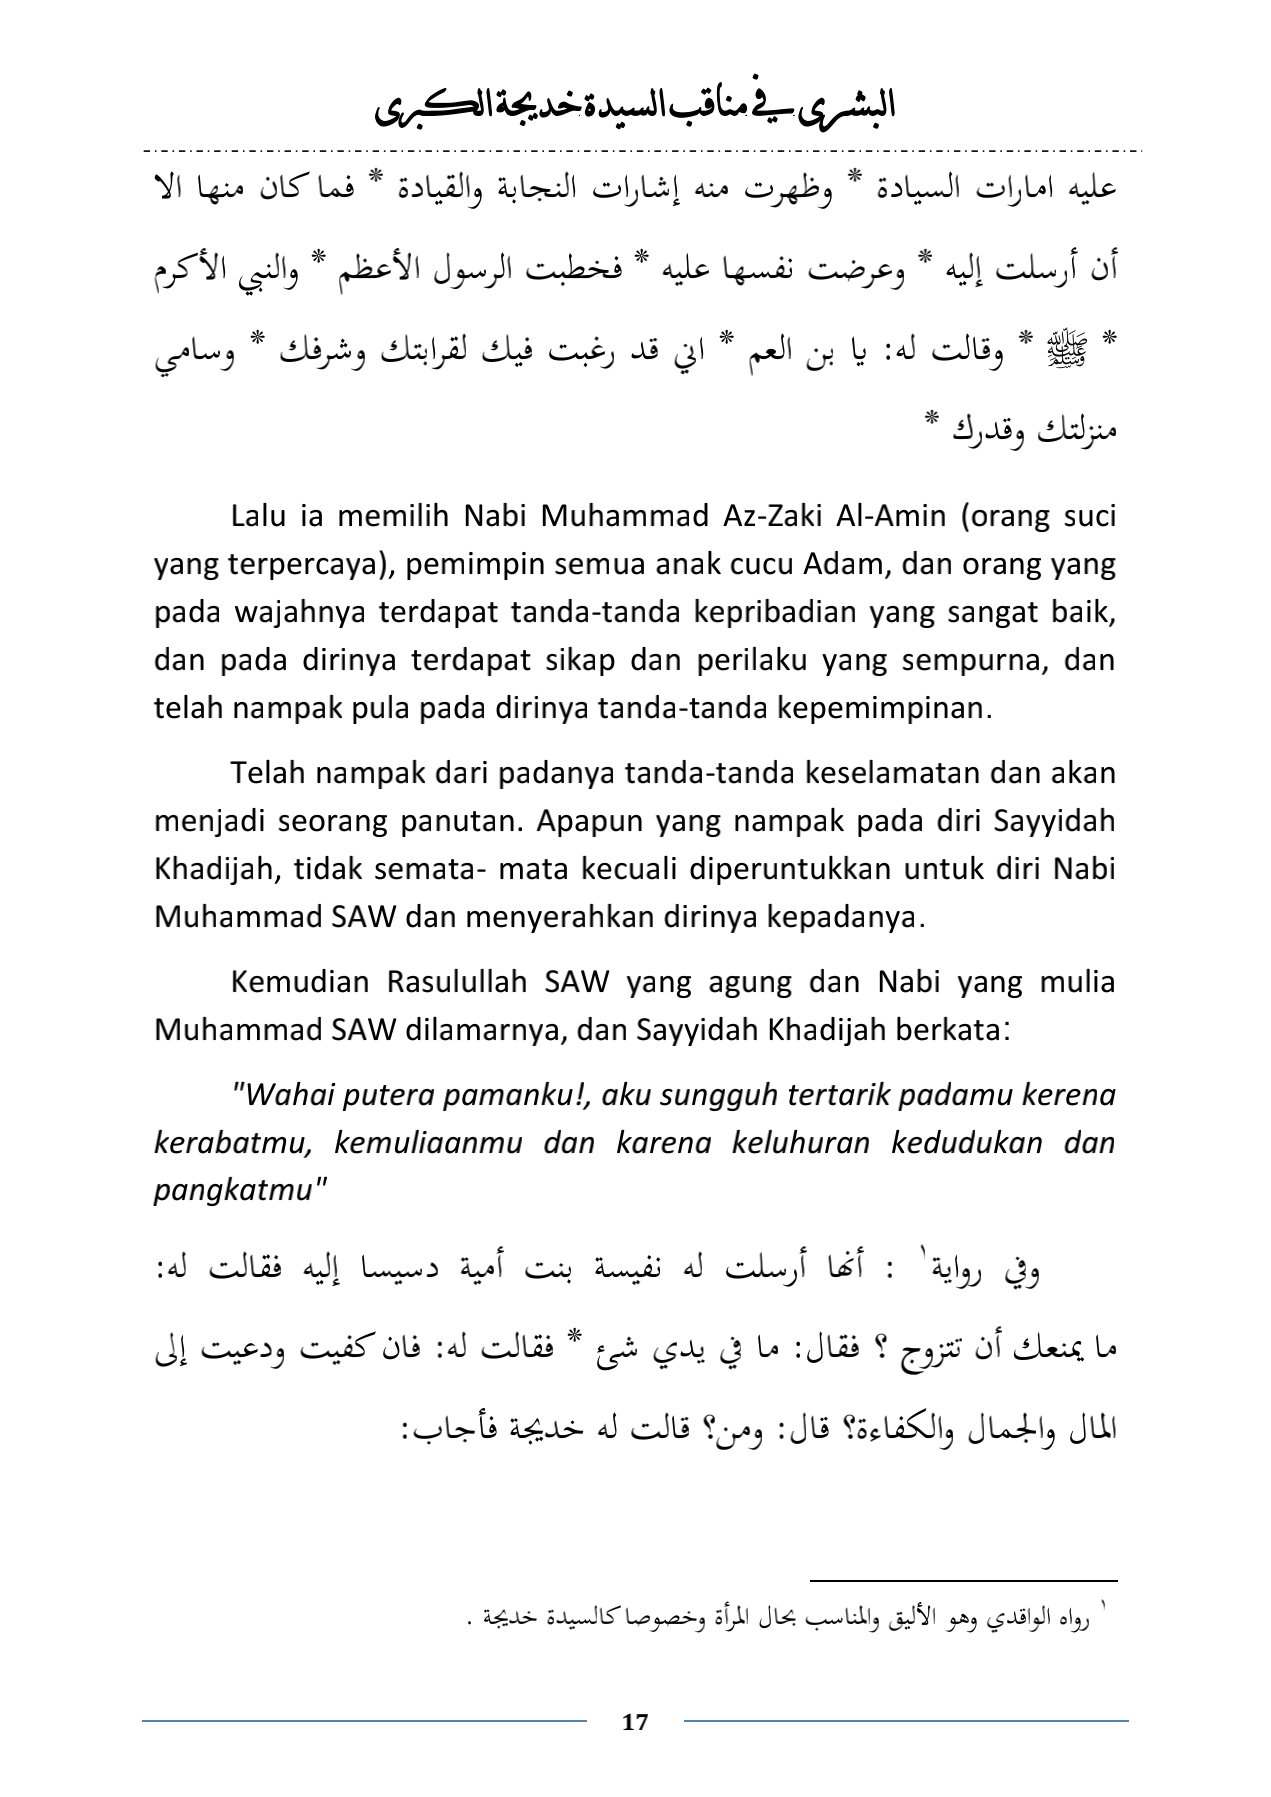 البشرى في مناقب السيدة خديجة الكبرى
عليه امارات السيادة * وظهرت منه إشارات النجابة والقيادة * فما كان منها الا
أن أرسلت إليه * وعرضت نفسها عليه * فخطبت الرسول الأعظم * والنبي الأكرم
* ﷺ * وقالت له: يا بن العم * اني قد رغبت فيك لقرابتك وشرفك * وسامي
منزلتك وقدرك *
Lalu ia memilih Nabi Muhammad Az-Zaki Al-Amin (orang suci
yang terpercaya), pemimpin semua anak cucu Adam, dan orang yang
pada wajahnya terdapat tanda-tanda kepribadian yang sangat baik,
dan pada dirinya terdapat sikap dan perilaku yang sempurna, dan
telah nampak pula pada dirinya tanda-tanda kepemimpinan.
Telah nampak dari padanya tanda-tanda keselamatan dan akan
menjadi seorang panutan. Apapun yang nampak pada diri Sayyidah
Khadijah, tidak semata- mata kecuali diperuntukkan untuk diri Nabi
Muhammad SAW dan menyerahkan dirinya kepadanya.
Kemudian Rasulullah SAW yang agung dan Nabi yang mulia
Muhammad SAW dilamarnya, dan Sayyidah Khadijah berkata:
"Wahai putera pamanku!, aku sungguh tertarik padamu kerena
kerabatmu, kemuliaanmu dan karena keluhuran kedudukan dan
pangkatmu"
وفي رواية١ : أنها أرسلت له نفيسة بنت أمية دسيسا إليه فقالت له:
ما يمنعك أن تتزوج ؟ فقال: ما في يدي شئ * فقالت له: فان كفيت ودعيت إلى
المال والجمال والكفاءة؟ قال: ومن؟ قالت له خديجة فأجاب:
١ رواه الواقدي وهو الأليق والمناسب بحال المرأة وخصوصا كالسيدة خديجة .
17